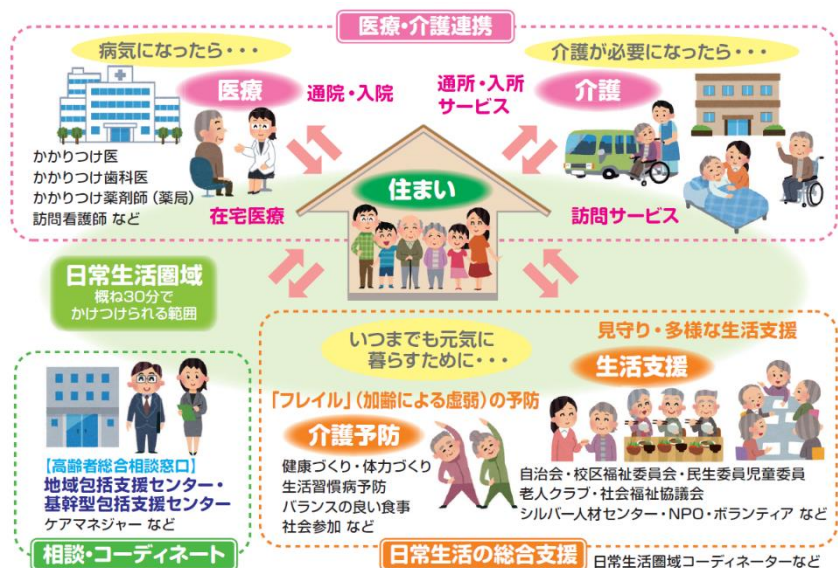 医療・介護連携
病気になったら・・・
医療
通院・入院
かかりつけ医
かかりつけ歯科医
かかりつけ薬剤師（薬局）
訪問看護師 など
在宅医療
介護が必要になったら・・・
通所・入所
サービス
介護
訪問サービス
住まい
日常生活圏域
概ね30分で
かけつけられる範囲
いつまでも元気に
暮らすために・・・
「フレイル」（加齢による虚弱）の予防
介護予防
健康づくり・体力づくり
生活習慣病予防
バランスの良い食事
社会参加 など
見守り・多様な生活支援
生活支援
自治会・校区福祉委員会・民生委員児童委員
老人クラブ・社会福祉協議会
シルバー人材センター・NPO・ボランティア など
【高齢者総合相談窓口】
地域包括支援センター・
基幹型包括支援センター
ケアマネジャー など
相談・コーディネート
日常生活の総合支援
日常生活圏域コーディネーターなど